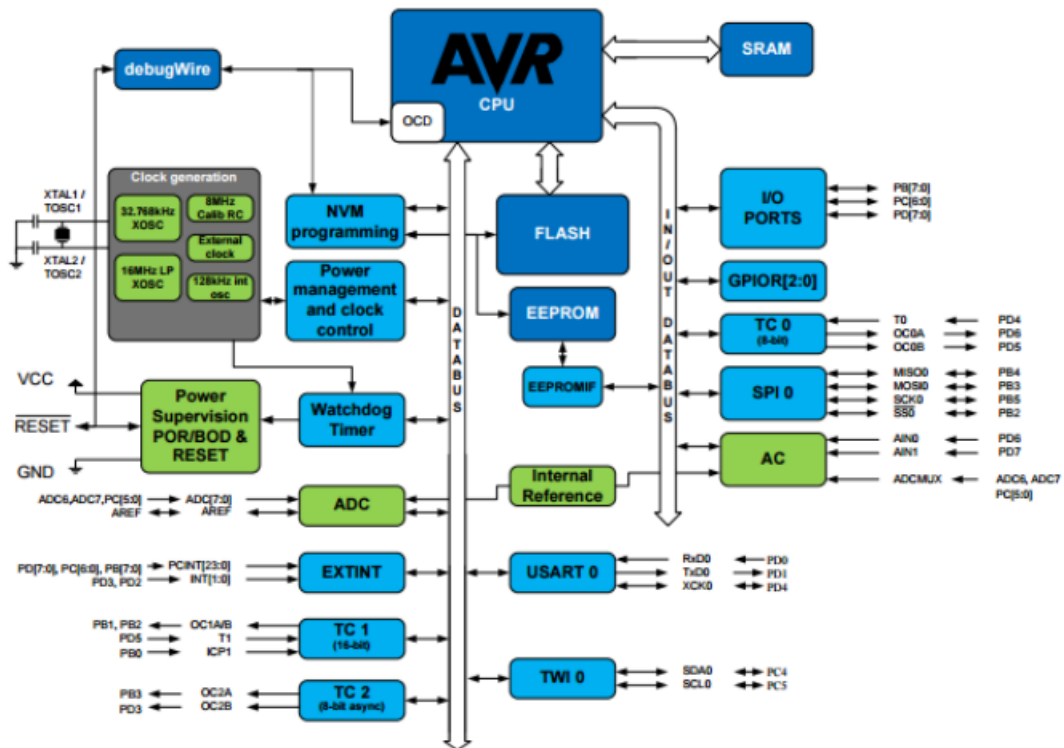 AVR
CPU
OCD
SRAM
debugWire
Clock generation
XTAL1 /
TOSC1
32.768kHz
XOSC
8MHz
Calib RC
External
clock
XTAL2 /
TOSC2
16MHz LP
XOSC
128kHz int
osc
NVM
programming
FLASH
Power
management
and clock
control
EEPROM
EEPROMIF
DATABUS
IN/OUT DATABUS
I/O
PORTS
PB[7:0]
PC[6:0]
PD[7:0]
GPIOR[2:0]
TC 0
(8-bit)
T0 PD4
OC0A PD6
OC0B PD5
SPI 0
MISO0 PB4
MOSI0 PB3
SCK0 PB5
SS0 PB2
AC
AIN0 PD6
AIN1 PD7
ADCMUX ADC6, ADC7
PC[5:0]
VCC
RESET
GND
Power
Supervision
POR/BOD &
RESET
Watchdog
Timer
Internal
Reference
ADC6,ADC7,PC[5:0] ADC[7:0]
AREF AREF
ADC
PD[7:0], PC[6:0], PB[7:0] PCINT[23:0]
PD3, PD2 INT[1:0]
EXTINT
USART 0
RxD0 PD0
TxD0 PD1
XCK0 PD4
PB1, PB2 OC1A/B
PD5 T1
PB0 ICP1
TC 1
(16-bit)
TWI 0
SDA0 PC4
SCL0 PC5
PB3 OC2A
PD3 OC2B
TC 2
(8-bit async)